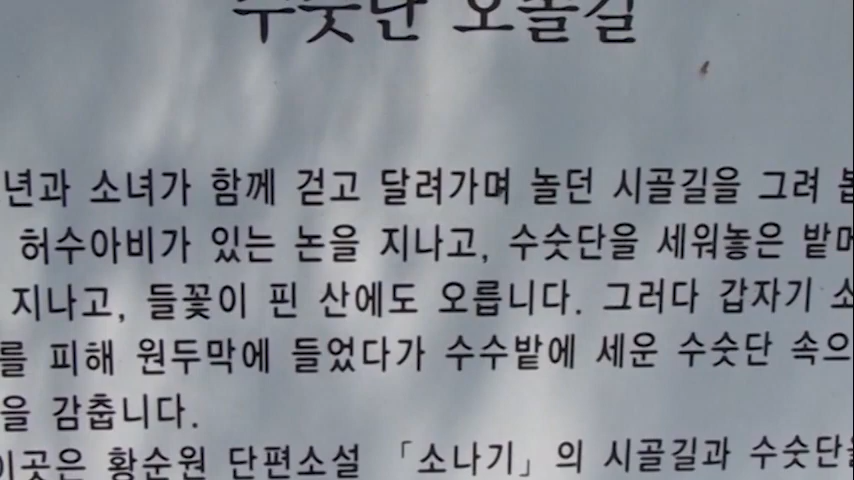 수숫단 오솔길
년과 소녀가 함께 걷고 달려가며 놀던 시골길을 그려
허수아비가 있는 논을 지나고, 수숫단을 세워놓은
지나고, 들꽃이 핀 산에도 오릅니다. 그러다 갑자기 소
를 피해 원두막에 들었다가 수수밭에 세운 수숫단 속으
을 감춥니다.
이곳은 황순원 단편소설 「소나기」의 시골길과 수숫단을